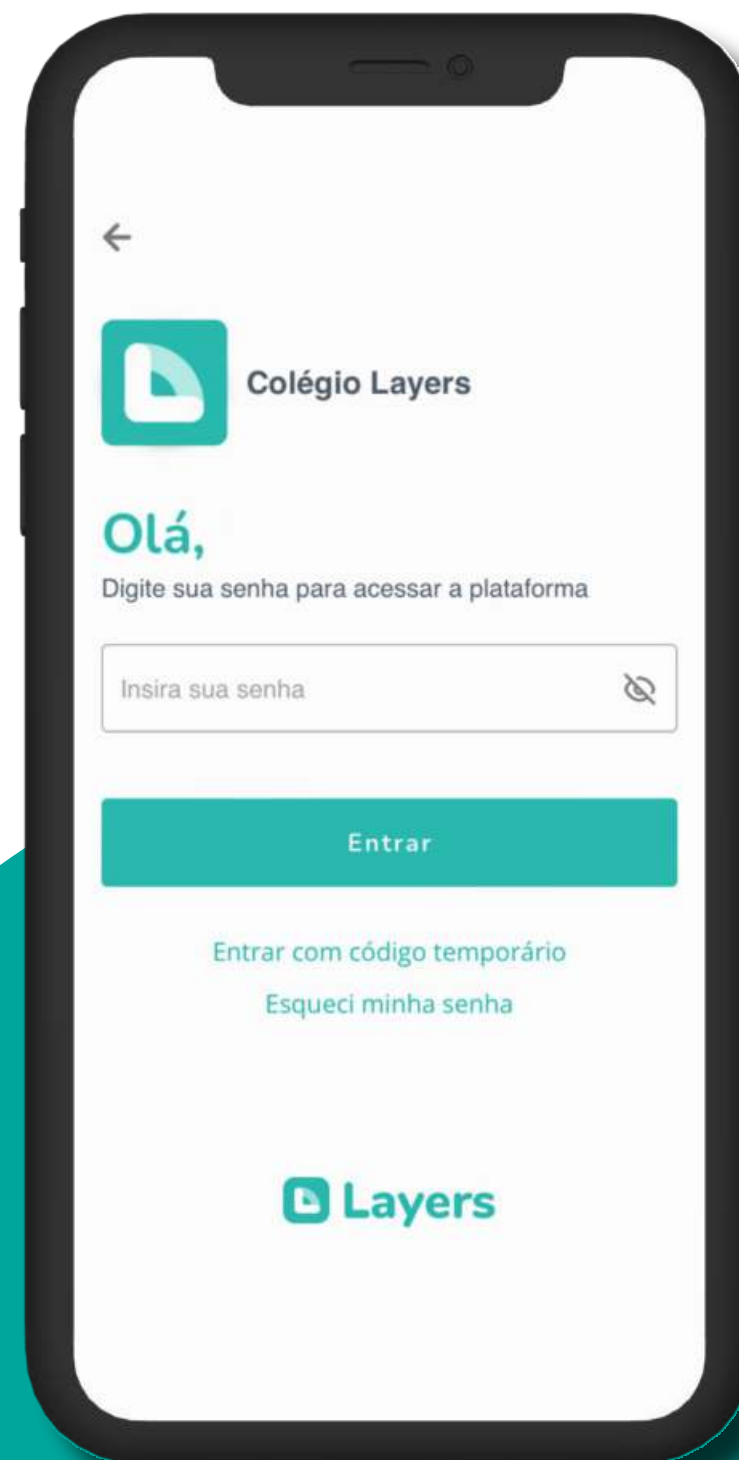 Colégio Layers
Olá,
Digite sua senha para acessar a plataforma
Insira sua senha
Entrar
Entrar com código temporário
Esqueci minha senha
Layers